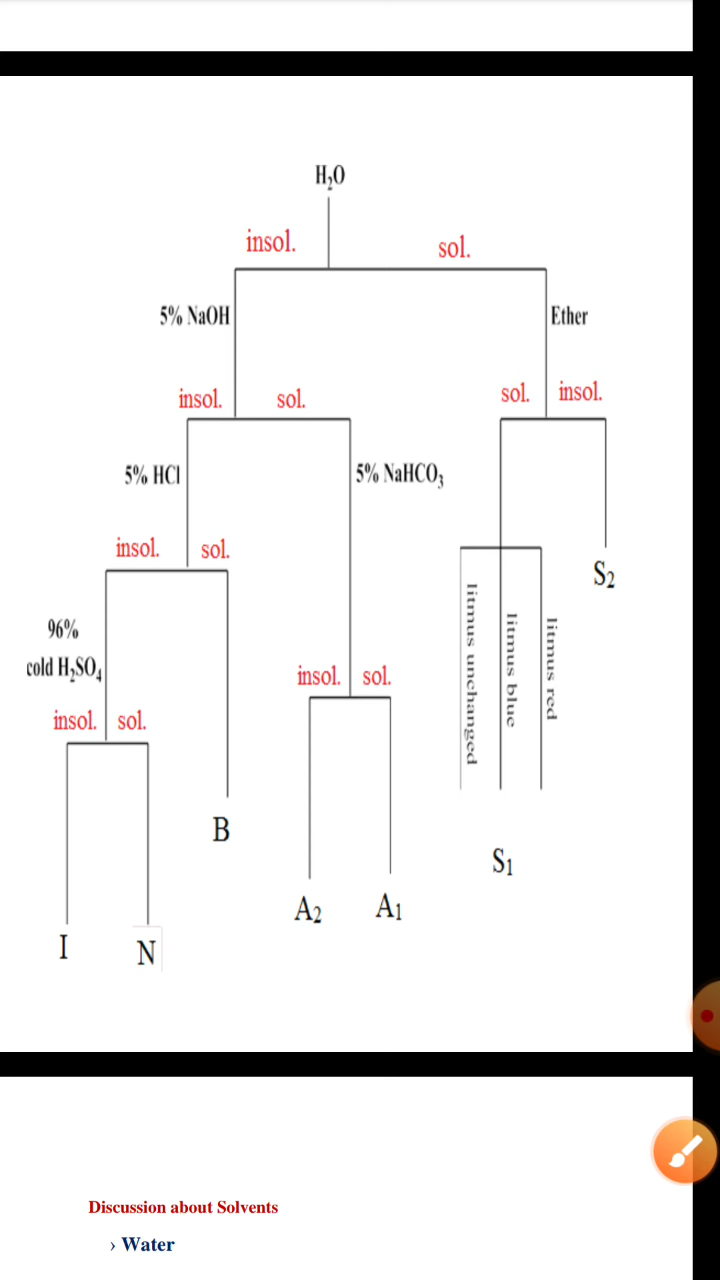 H₂O
insol. sol.
5% NaOH Ether
insol. sol. sol. insol.
5% HCl 5% NaHCO₃
insol. sol.
S₂
litmus unchanged
litmus blue
litmus red
96%
cold H₂SO₄
insol. sol.
insol. sol.
B
S₁
A₂ A₁
I N
Discussion about Solvents
› Water